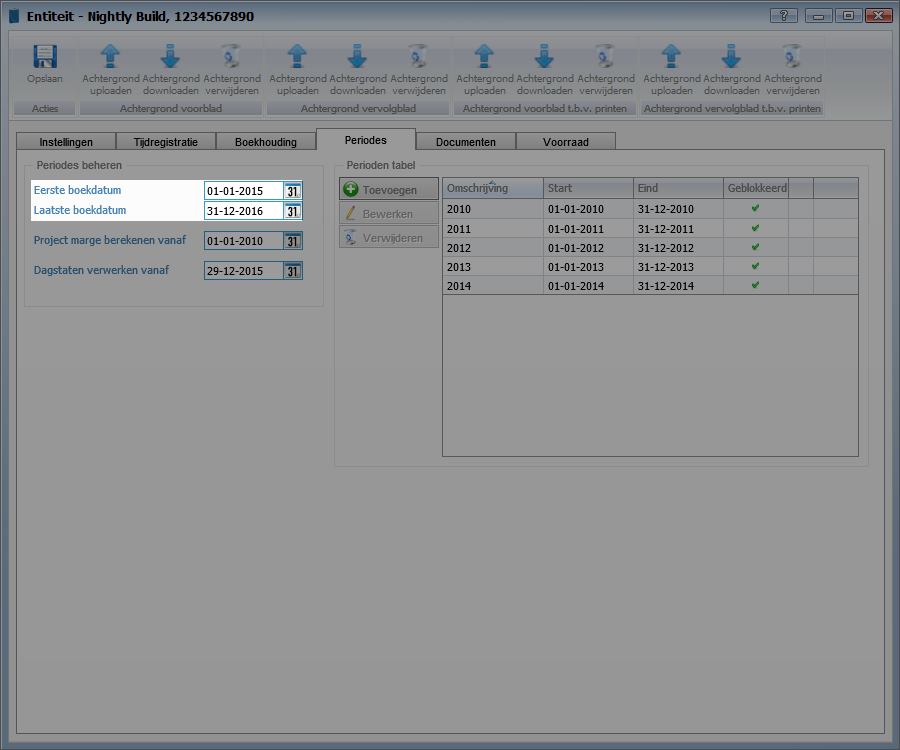 Entiteit - Nightly Build, 1234567890
Opslaan
Achtergrond uploaden
Achtergrond downloaden
Achtergrond verwijderen
Achtergrond uploaden
Achtergrond downloaden
Achtergrond verwijderen
Achtergrond uploaden
Achtergrond downloaden
Achtergrond verwijderen
Achtergrond uploaden
Achtergrond downloaden
Achtergrond verwijderen
Acties
Achtergrond voorblad
Achtergrond vervolgblad
Achtergrond voorblad t.b.v. printen
Achtergrond vervolgblad t.b.v. printen
Instellingen
Tijdregistratie
Boekhouding
Periodes
Documenten
Voorraad
Periodes beheren
Eerste boekdatum 01-01-2015 31
Laatste boekdatum 31-12-2016 31
Project marge berekenen vanaf 01-01-2010 31
Dagstaten verwerken vanaf 29-12-2015 31
Perioden tabel
Toevoegen
Bewerken
Verwijderen
Omschrijving Start Eind Geblokkeerd
2010 01-01-2010 31-12-2010
2011 01-01-2011 31-12-2011
2012 01-01-2012 31-12-2012
2013 01-01-2013 31-12-2013
2014 01-01-2014 31-12-2014